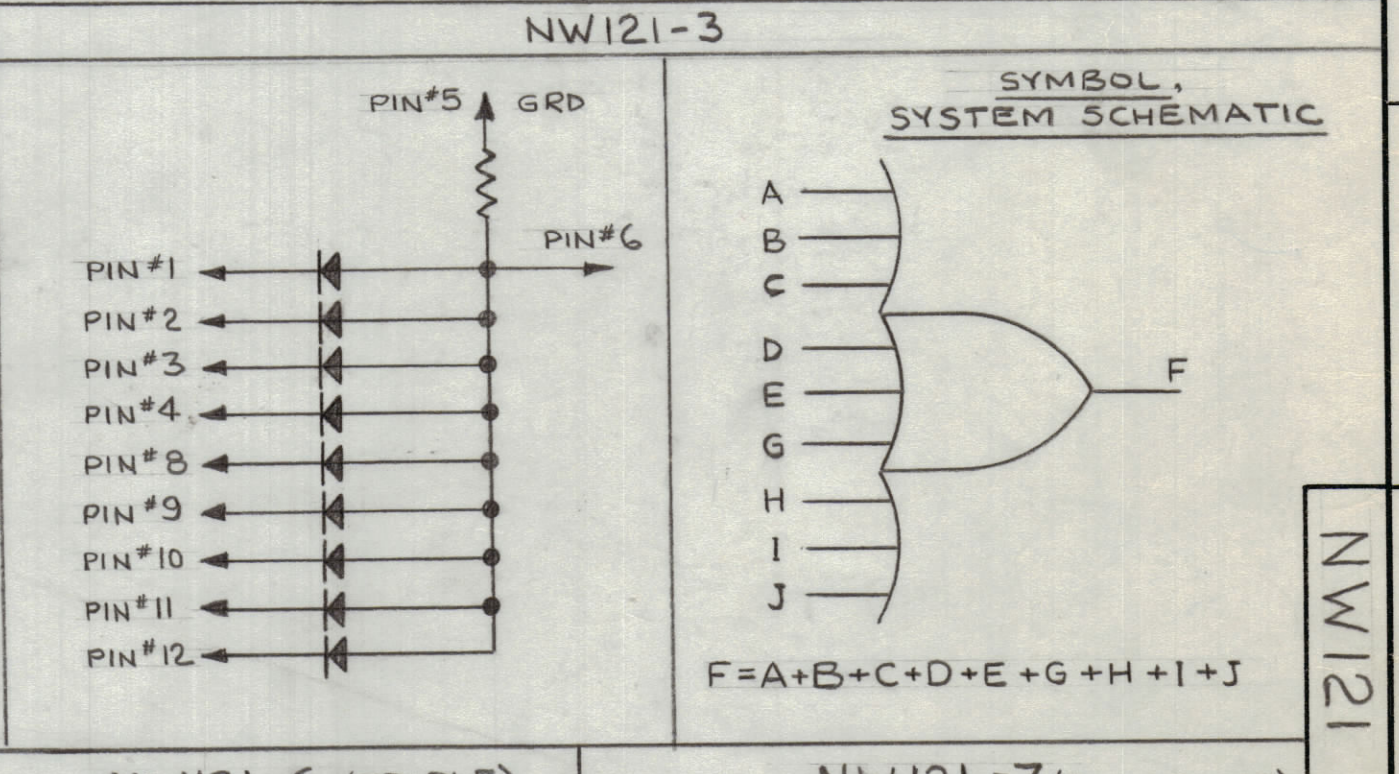 NW121-3
PIN#5 GRD
PIN#6
PIN#1
PIN#2
PIN#3
PIN#4
PIN#8
PIN#9
PIN#10
PIN#11
PIN#12
SYMBOL,
SYSTEM SCHEMATIC
A
B
C
D
E
G
H
I
J
F
F=A+B+C+D+E+G+H+I+J
NW121